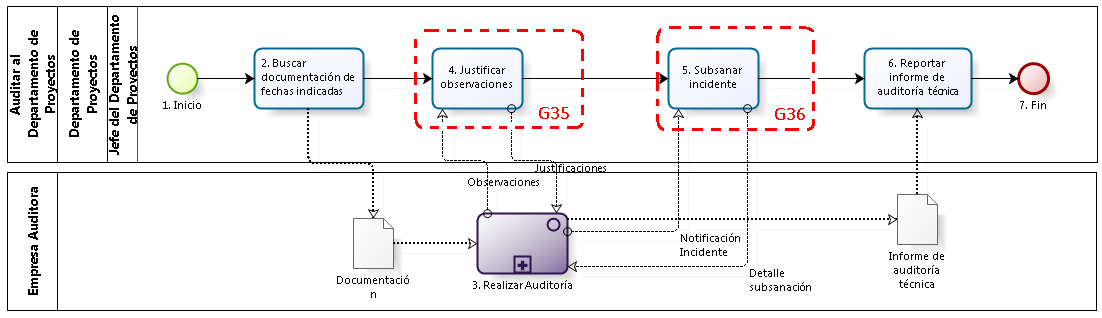 Auditar al
Departamento de
Proyectos
Departamento de
Proyectos
Jefe del Departamento
de Proyectos
1. Inicio
2. Buscar
documentación de
fechas indicadas
4. Justificar
observaciones
G35
5. Subsanar
incidente
G36
6. Reportar
informe de
auditoría técnica
7. Fin
Empresa Auditora
Observaciones
Justificaciones
Documentació
n
3. Realizar Auditoría
Notificación
Incidente
Detalle
subsanación
Informe de
auditoría
técnica